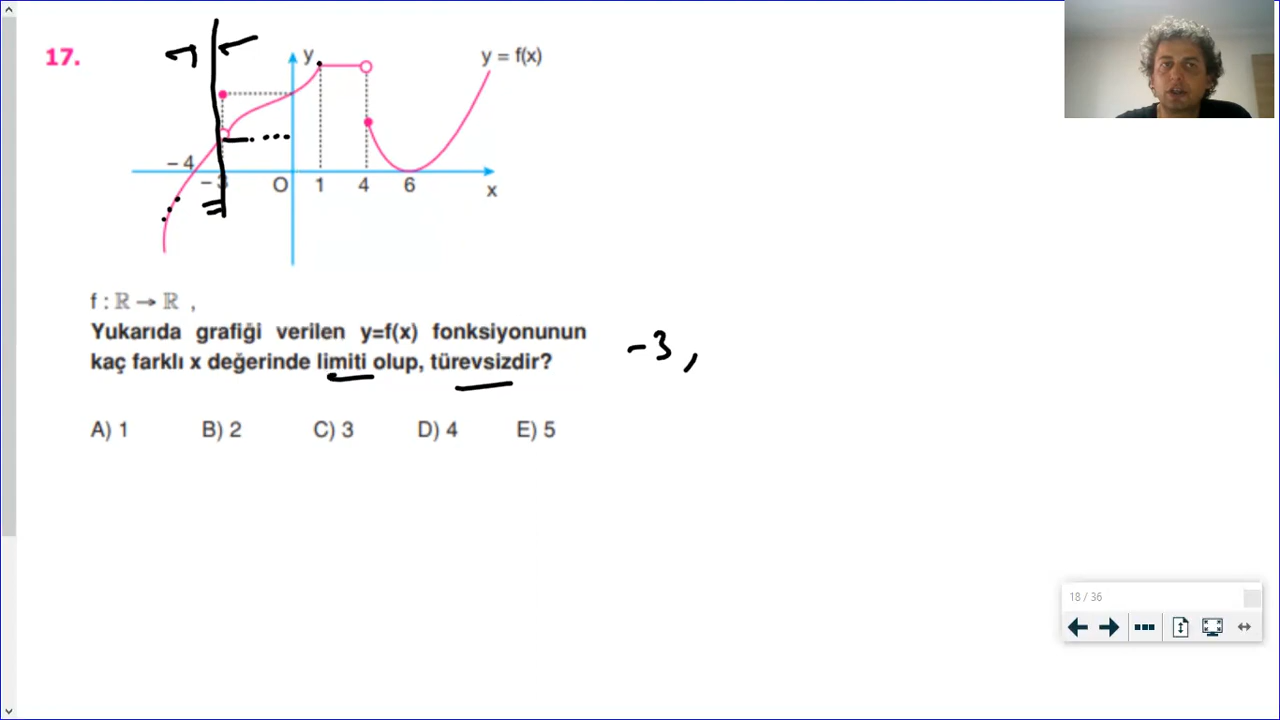 17.
y
y = f(x)
– 4
– 3
O
1
4
6
x
f : ℝ → ℝ ,
Yukarıda grafiği verilen y=f(x) fonksiyonunun
kaç farklı x değerinde limiti olup, türevsizdir?
-3 ,
A) 1 B) 2 C) 3 D) 4 E) 5
18 / 36